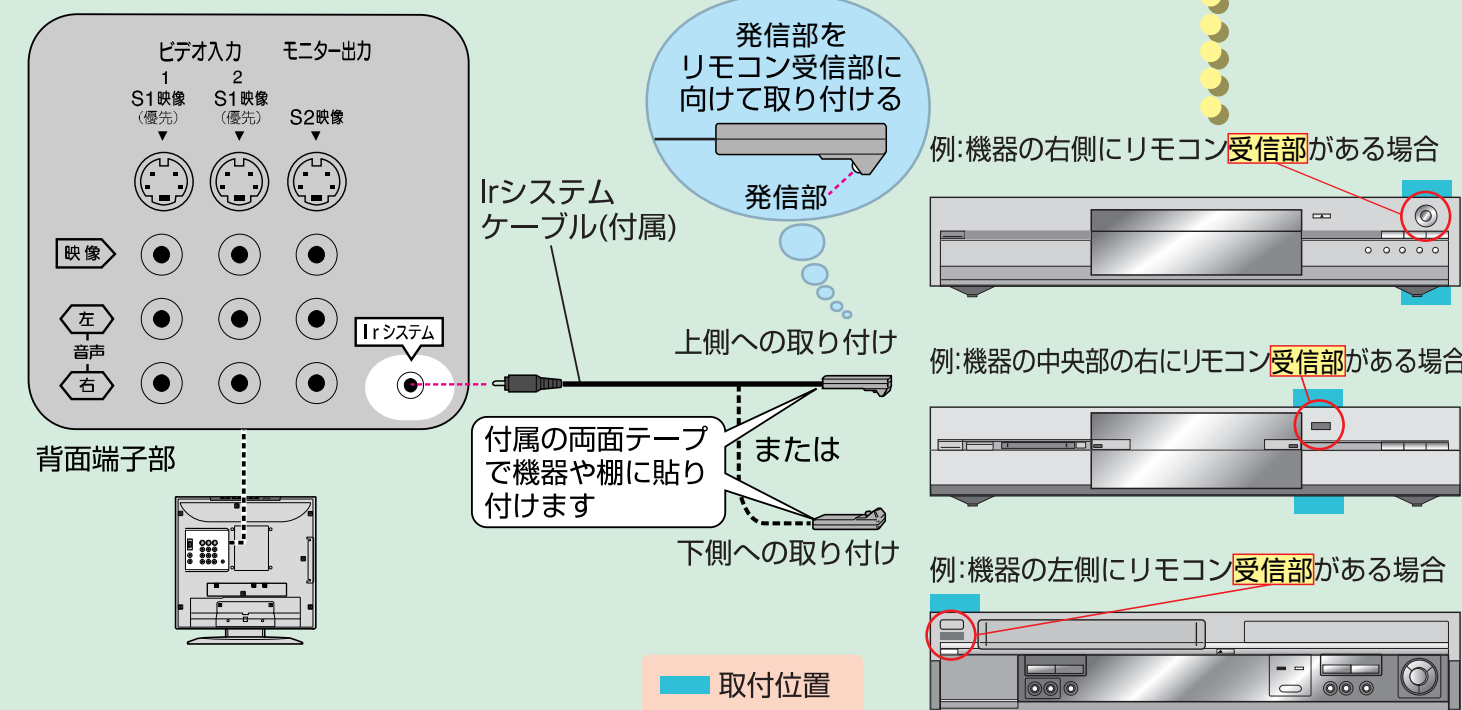 ビデオ入力 モニター出力
1 2
S1映像 S1映像 S2映像
(優先) (優先)
映像
左
音声
右
Irシステム
背面端子部
Irシステム
ケーブル(付属)
発信部を
リモコン受信部に
向けて取り付ける
発信部
上側への取り付け
付属の両面テープ
で機器や棚に貼り
付けます
または
下側への取り付け
例:機器の右側にリモコン受信部がある場合
例:機器の中央部の右にリモコン受信部がある場合
例:機器の左側にリモコン受信部がある場合
取付位置